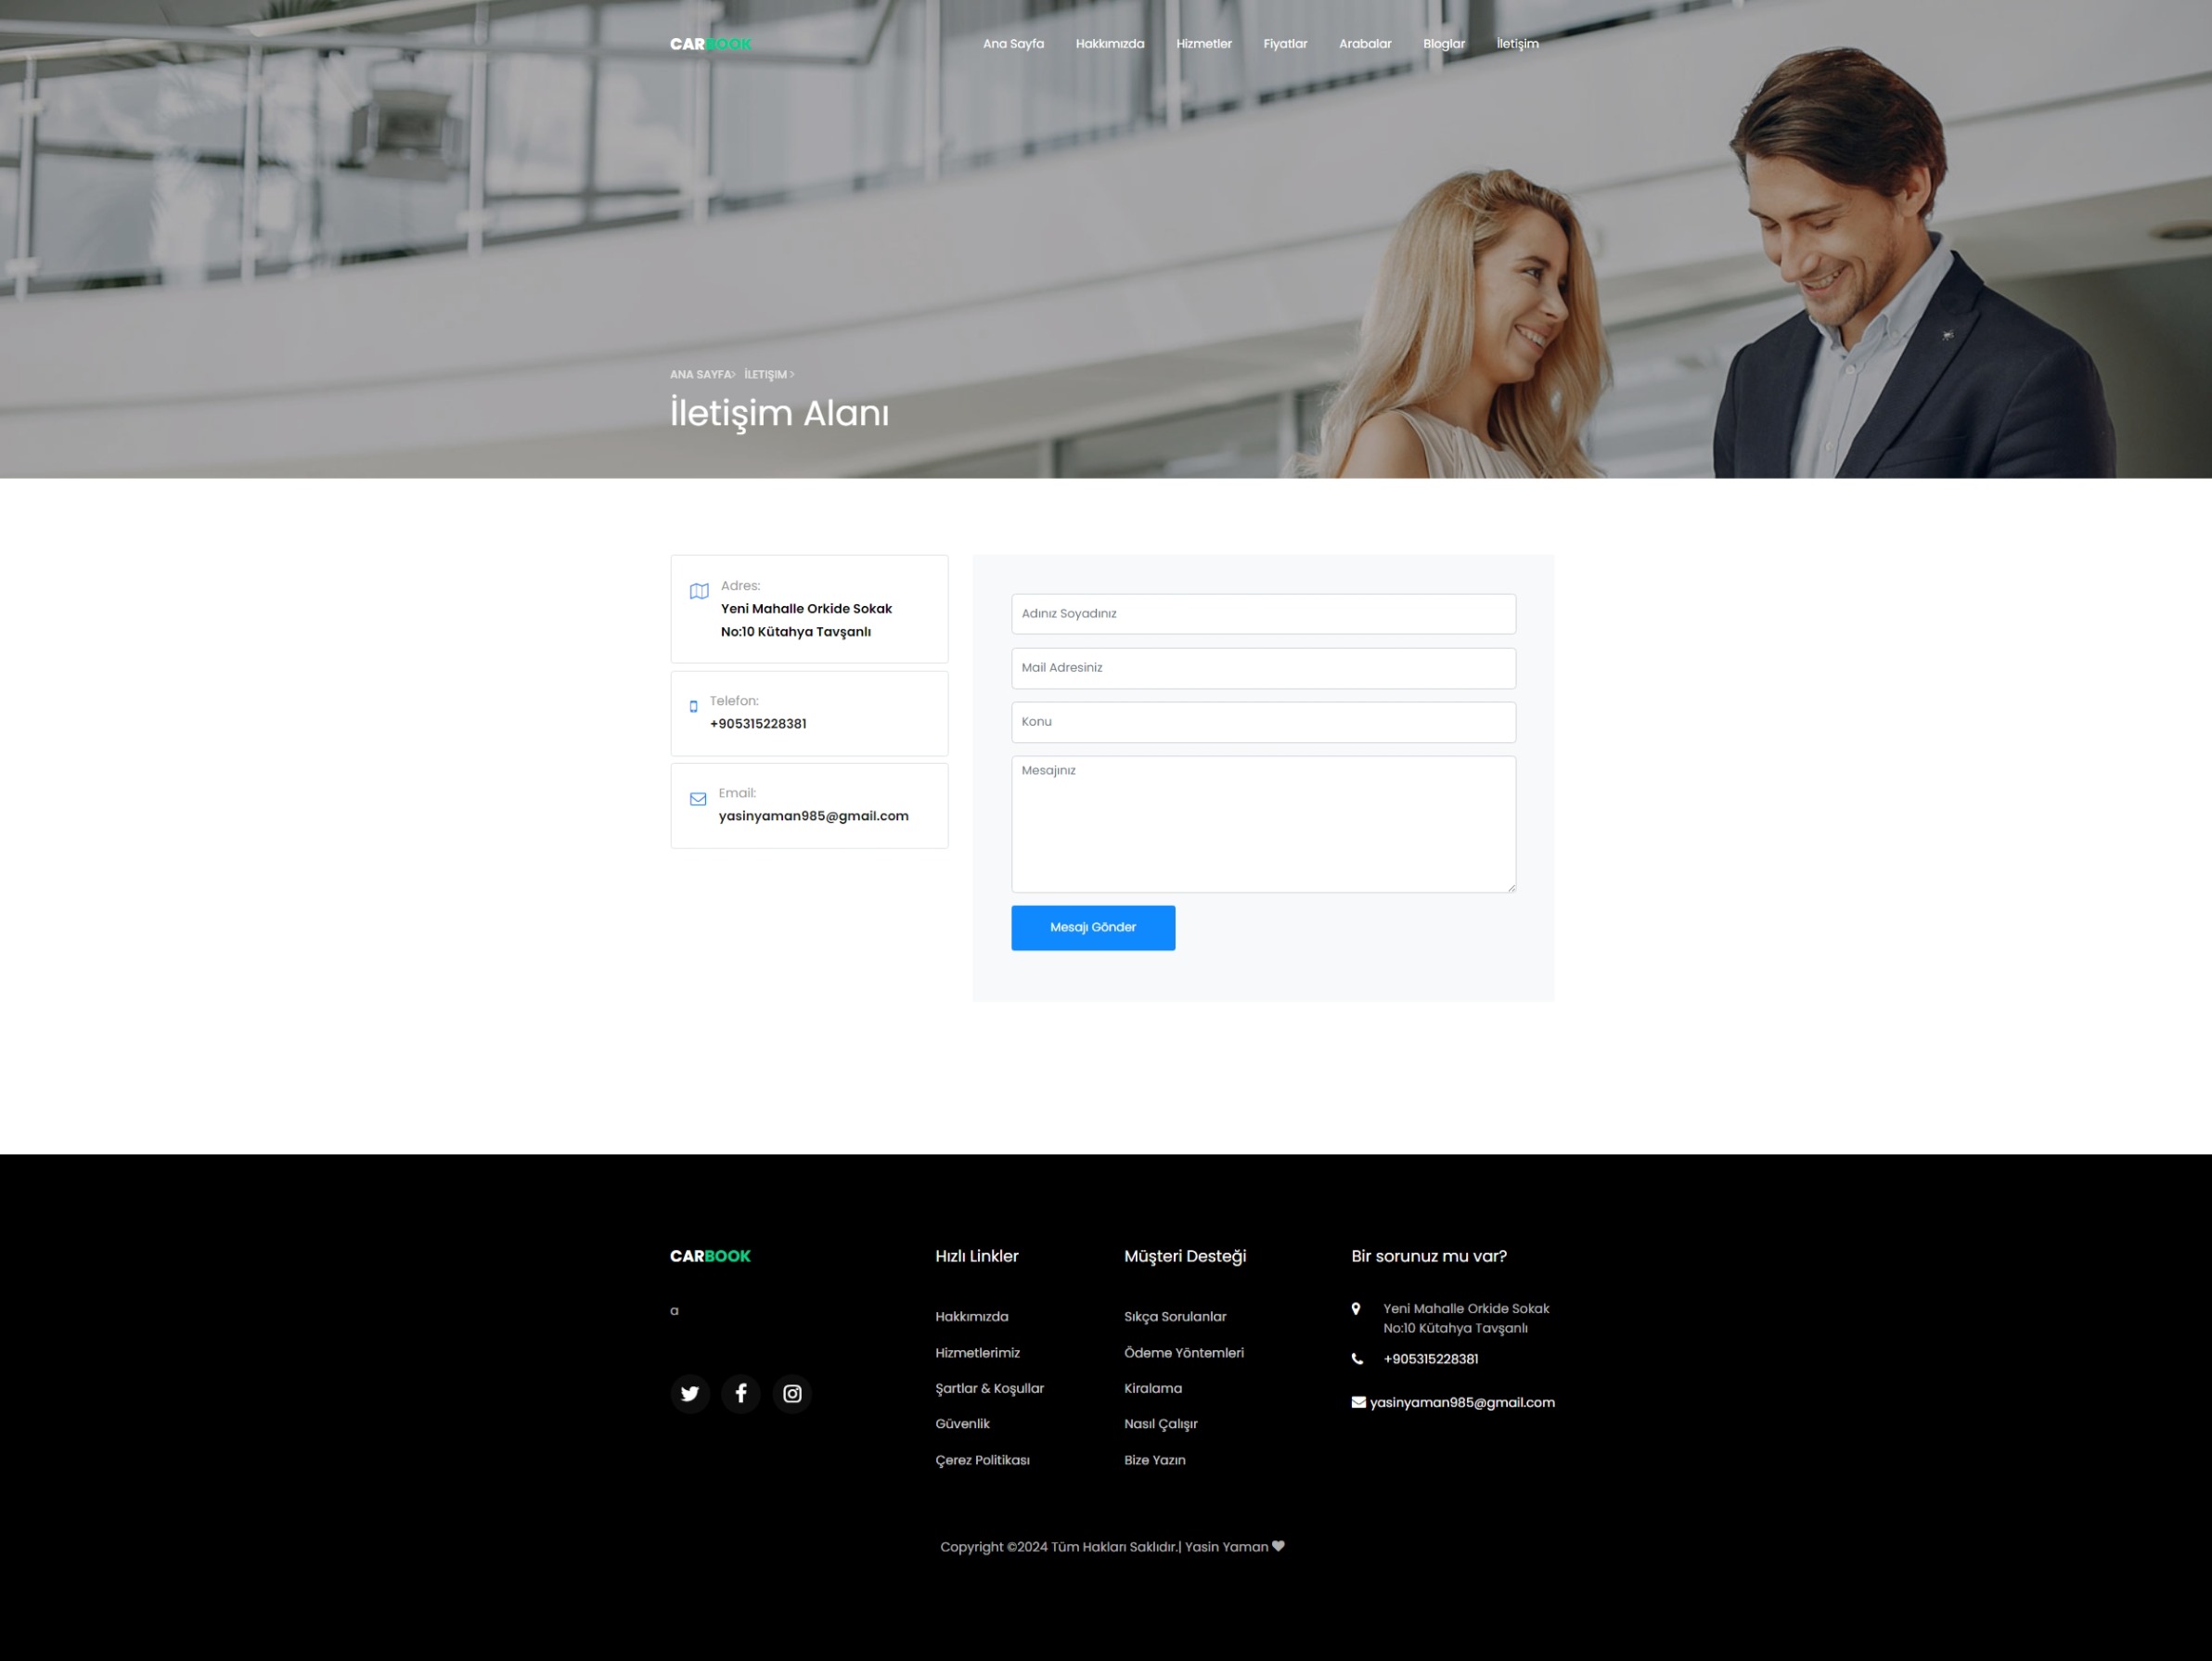 CARBOOK
Ana Sayfa Hakkımızda Hizmetler Fiyatlar Arabalar Bloglar İletişim
ANA SAYFA> İLETIŞIM >
İletişim Alanı
Adres:
Yeni Mahalle Orkide Sokak
No:10 Kütahya Tavşanlı
Telefon:
+905315228381
Email:
yasinyaman985@gmail.com
Adınız Soyadınız
Mail Adresiniz
Konu
Mesajınız
Mesajı Gönder
CARBOOK
a
Hızlı Linkler
Hakkımızda
Hizmetlerimiz
Şartlar & Koşullar
Güvenlik
Çerez Politikası
Müşteri Desteği
Sıkça Sorulanlar
Ödeme Yöntemleri
Kiralama
Nasıl Çalışır
Bize Yazın
Bir sorunuz mu var?
Yeni Mahalle Orkide Sokak
No:10 Kütahya Tavşanlı
+905315228381
yasinyaman985@gmail.com
Copyright ©2024 Tüm Hakları Saklıdır.| Yasin Yaman